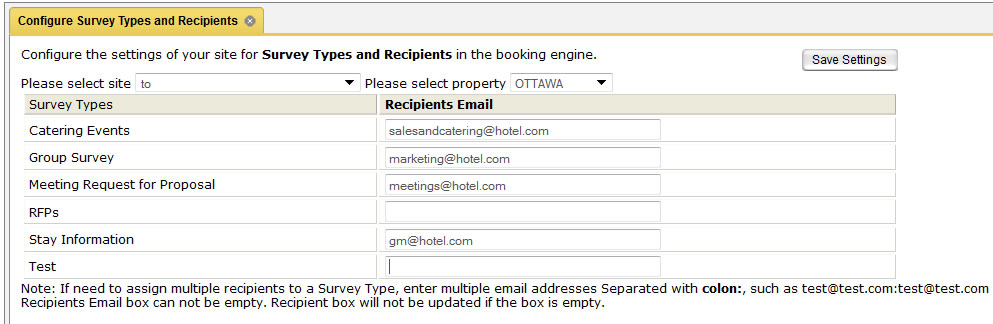 Configure Survey Types and Recipients
Configure the settings of your site for Survey Types and Recipients in the booking engine.
Save Settings
Please select site to Please select property OTTAWA
Survey Types Recipients Email
Catering Events salesandcatering@hotel.com
Group Survey marketing@hotel.com
Meeting Request for Proposal meetings@hotel.com
RFPs
Stay Information gm@hotel.com
Test
Note: If need to assign multiple recipients to a Survey Type, enter multiple email addresses Separated with colon:, such as test@test.com:test@test.com
Recipients Email box can not be empty. Recipient box will not be updated if the box is empty.